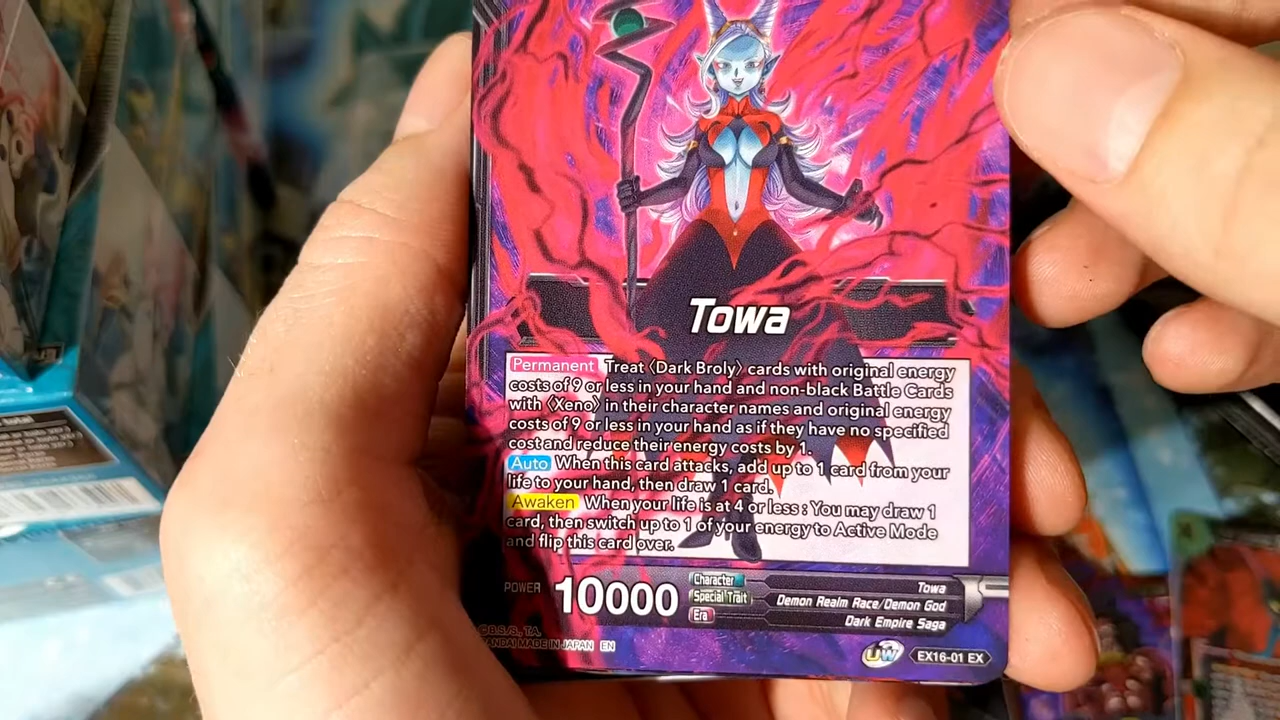 Towa
Permanent Treat 〈Dark Broly〉 cards with original energy
costs of 9 or less in your hand and non-black Battle Cards
with 〈Xeno〉 in their character names and original energy
costs of 9 or less in your hand as if they have no specified
cost and reduce their energy costs by 1.
Auto When this card attacks, add up to 1 card from your
life to your hand, then draw 1 card.
Awaken When your life is at 4 or less : You may draw 1
card, then switch up to 1 of your energy to Active Mode
and flip this card over.
POWER 10000
Character Towa
Special Trait Demon Realm Race/Demon God
Era Dark Empire Saga
©B.S./S., T.A.
BANDAI MADE IN JAPAN EN
UW EX16-01 EX